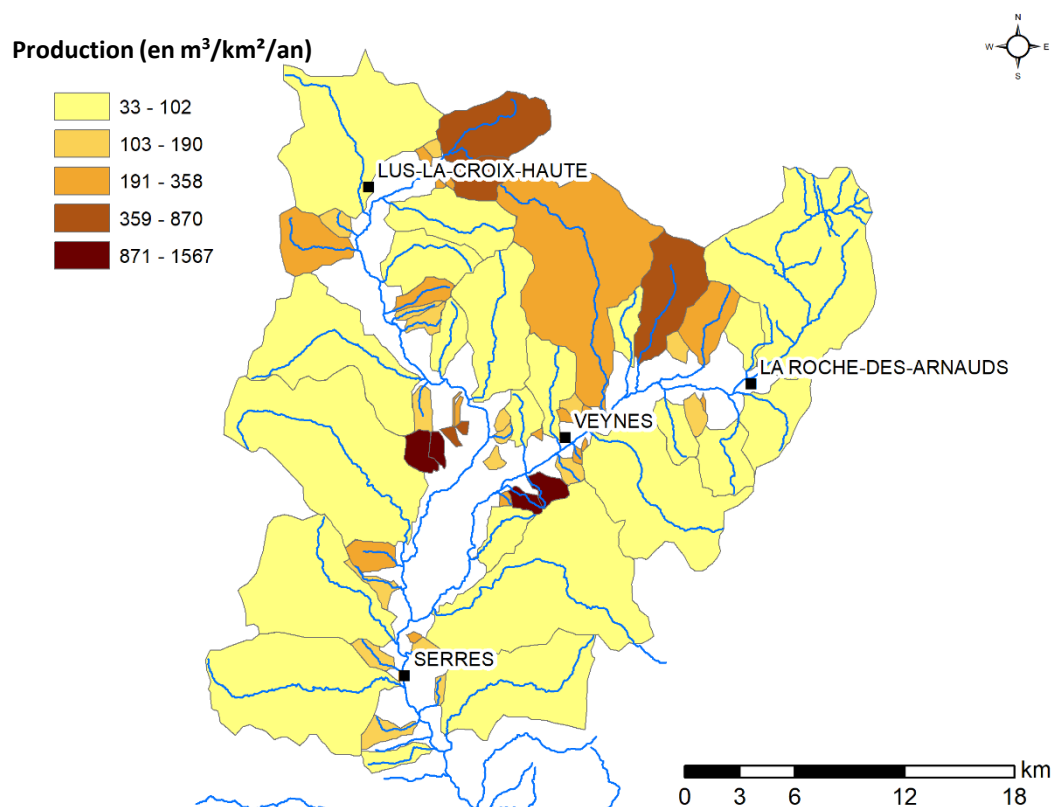 N
W E
S
Production (en m³/km²/an)
33 - 102
103 - 190
191 - 358
359 - 870
871 - 1567
LUS-LA-CROIX-HAUTE
LA ROCHE-DES-ARNAUDS
VEYNES
SERRES
km
0 3 6 12 18